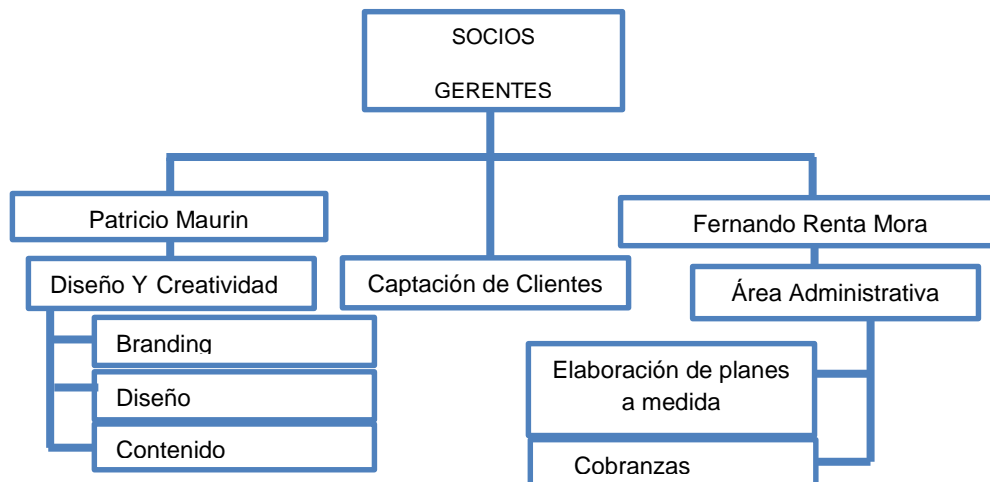 SOCIOS
GERENTES
Patricio Maurin
Fernando Renta Mora
Diseño Y Creatividad
Captación de Clientes
Área Administrativa
Branding
Diseño
Contenido
Elaboración de planes
a medida
Cobranzas